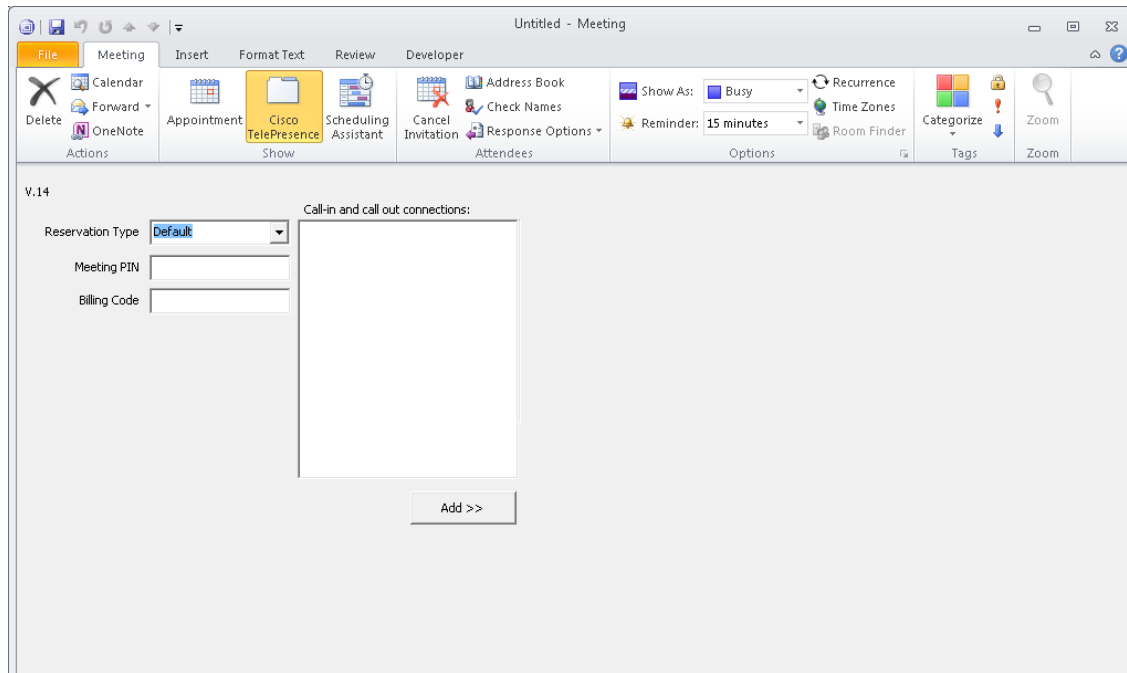 Untitled - Meeting
File Meeting Insert Format Text Review Developer
Delete
Calendar
Forward
OneNote
Actions
Appointment
Cisco TelePresence
Scheduling Assistant
Show
Cancel Invitation
Address Book
Check Names
Response Options
Attendees
Show As: Busy
Reminder: 15 minutes
Recurrence
Time Zones
Room Finder
Options
Categorize
Tags
Zoom
Zoom
V.14
Call-in and call out connections:
Reservation Type Default
Meeting PIN
Billing Code
Add >>